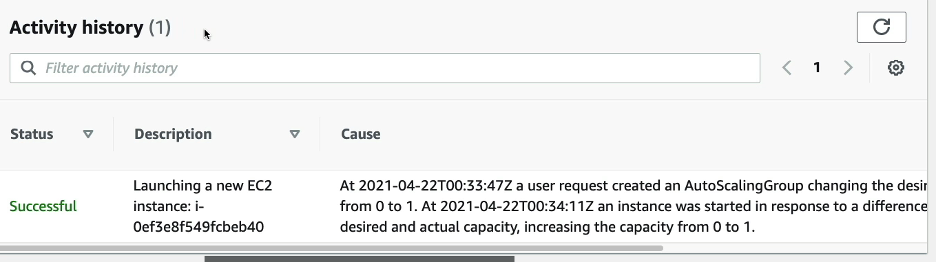 Activity history (1)
Filter activity history
1
Status
Description
Cause
Successful
Launching a new EC2
instance: i-
0ef3e8f549fcbeb40
At 2021-04-22T00:33:47Z a user request created an AutoScalingGroup changing the
from 0 to 1. At 2021-04-22T00:34:11Z an instance was started in response to a difference
desired and actual capacity, increasing the capacity from 0 to 1.